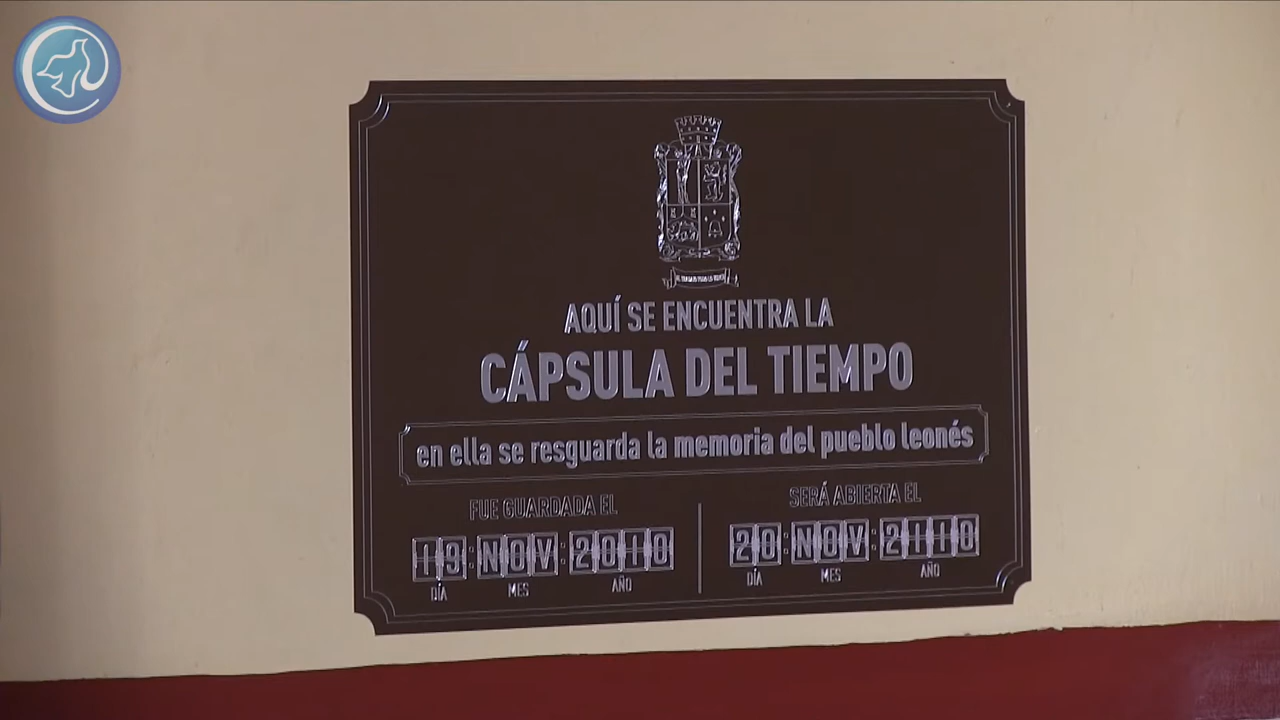 AQUÍ SE ENCUENTRA LA
CÁPSULA DEL TIEMPO
en ella se resguarda la memoria del pueblo leonés
FUE GUARDADA EL
19 : NOV : 2010
DÍA MES AÑO
SERÁ ABIERTA EL
20 : NOV : 2110
DÍA MES AÑO